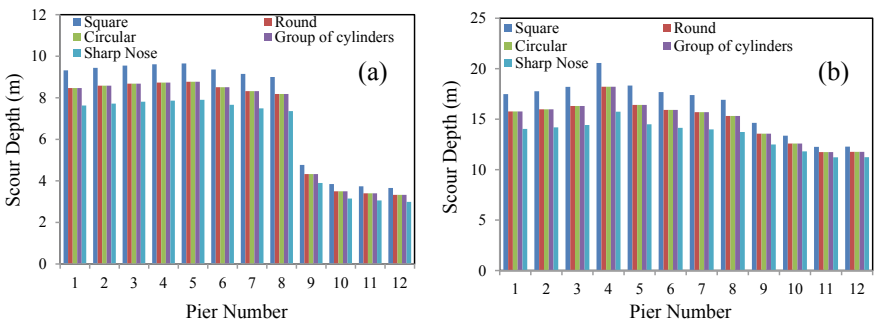 12
10
8
6
4
2
0
Scour Depth (m)
Square
Round
Circular
Group of cylinders
Sharp Nose
(a)
1 2 3 4 5 6 7 8 9 10 11 12
Pier Number
25
20
15
10
5
0
Scour Depth (m)
Square
Round
Circular
Group of cylinders
Sharp Nose
(b)
1 2 3 4 5 6 7 8 9 10 11 12
Pier Number